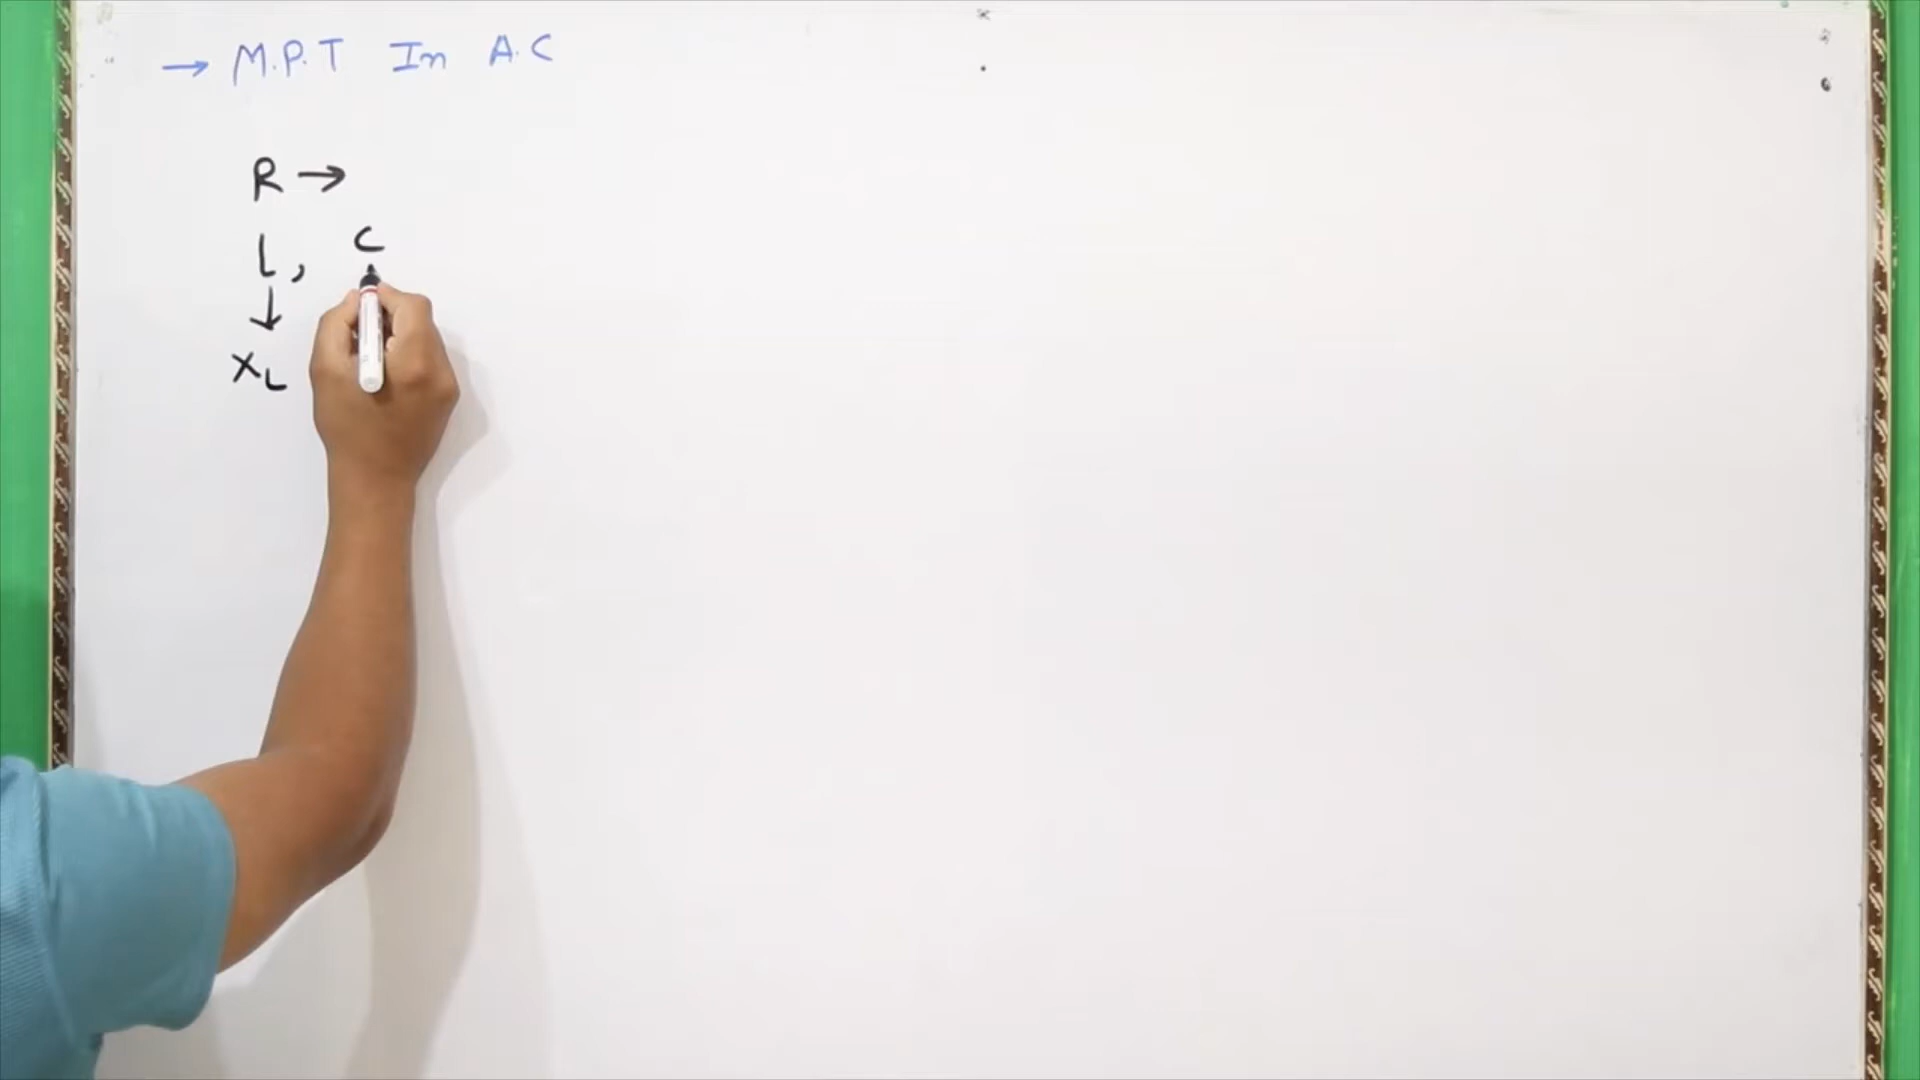 → M.P.T In A.C
R →
L, C
↓
XL